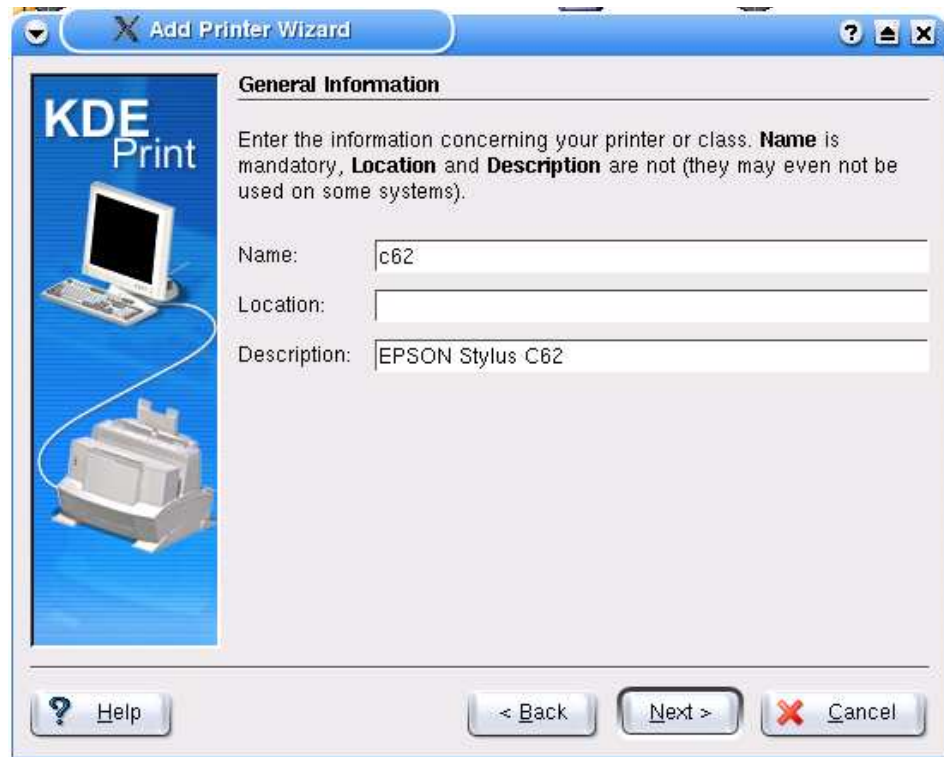 Add Printer Wizard
KDE
Print
General Information
Enter the information concerning your printer or class. Name is
mandatory, Location and Description are not (they may even not be
used on some systems).
Name: c62
Location:
Description: EPSON Stylus C62
? Help
< Back
Next >
Cancel